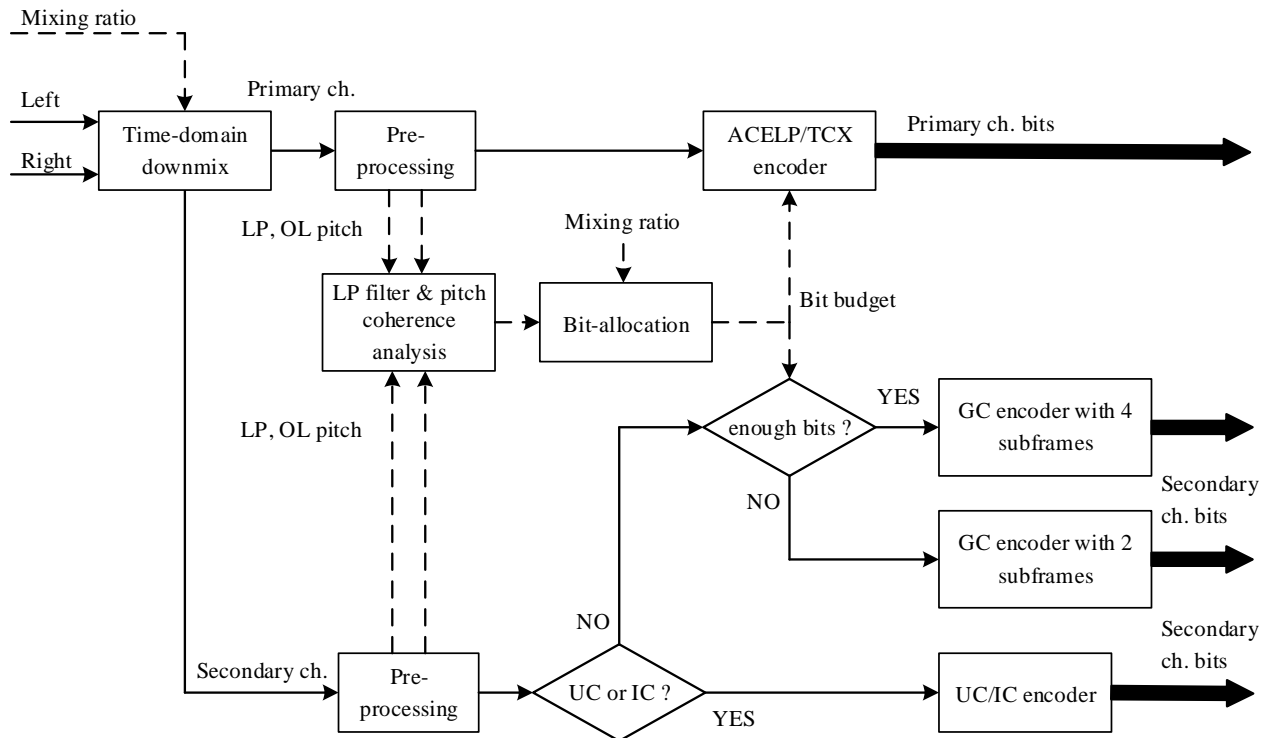 Mixing ratio
Left
Right
Time-domain
downmix
Primary ch.
Pre-
processing
ACELP/TCX
encoder
Primary ch. bits
LP, OL pitch
Mixing ratio
LP filter & pitch
coherence
analysis
Bit-allocation
Bit budget
LP, OL pitch
enough bits ?
YES
GC encoder with 4
subframes
NO
Secondary
ch. bits
GC encoder with 2
subframes
NO
Secondary ch.
Pre-
processing
UC or IC ?
YES
UC/IC encoder
Secondary
ch. bits